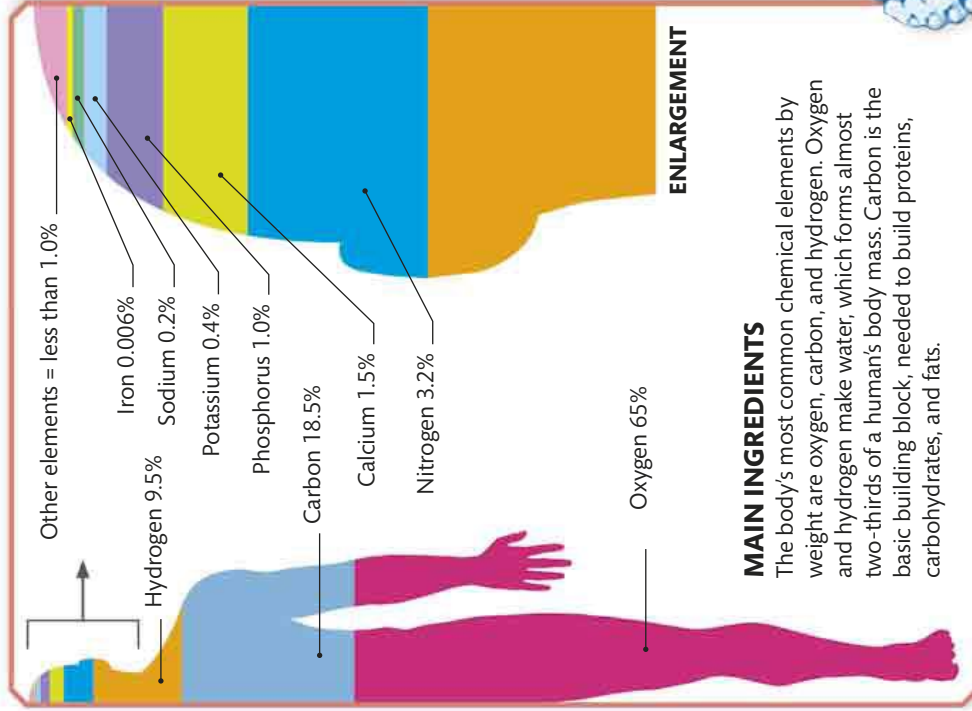 Other elements = less than 1.0%
Iron 0.006%
Sodium 0.2%
Potassium 0.4%
Phosphorus 1.0%
Hydrogen 9.5%
Carbon 18.5%
Calcium 1.5%
Nitrogen 3.2%
Oxygen 65%
ENLARGEMENT
MAIN INGREDIENTS
The body's most common chemical elements by
weight are oxygen, carbon, and hydrogen. Oxygen
and hydrogen make water, which forms almost
two-thirds of a human's body mass. Carbon is the
basic building block, needed to build proteins,
carbohydrates, and fats.